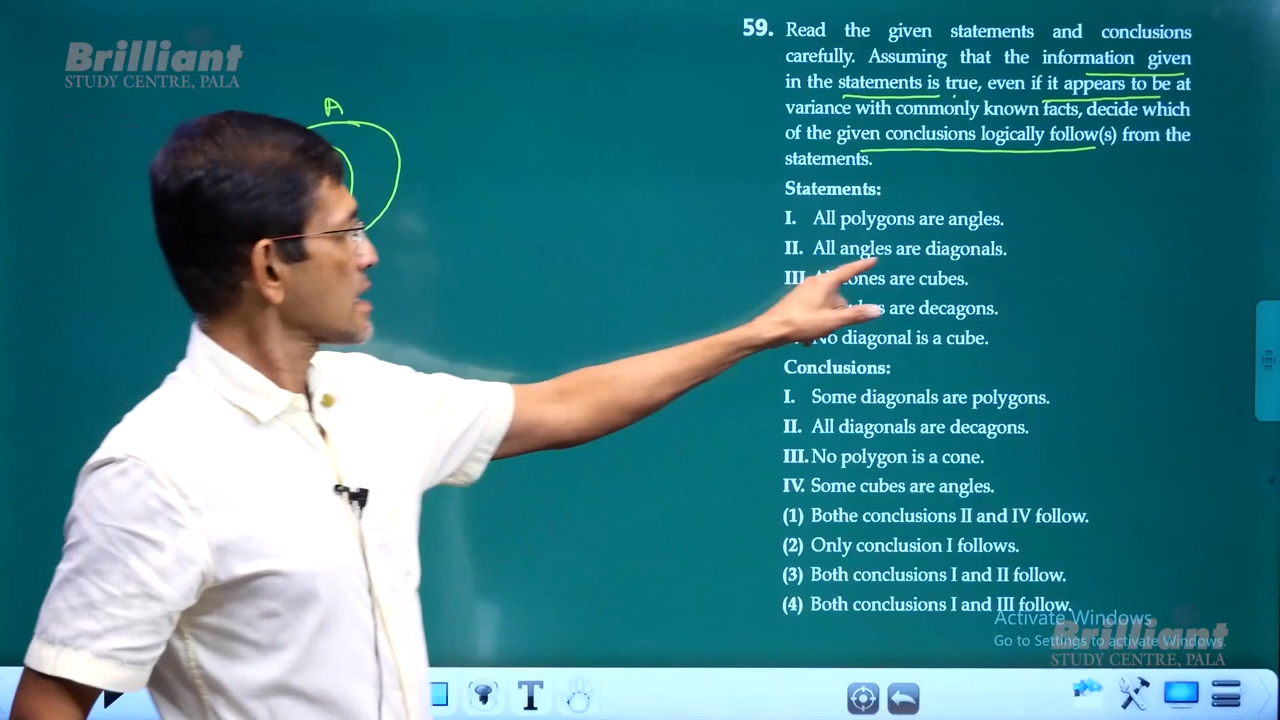 Brilliant
STUDY CENTRE, PALA
A
59. Read the given statements and conclusions
carefully. Assuming that the information given
in the statements is true, even if it appears to be at
variance with commonly known facts, decide which
of the given conclusions logically follow(s) from the
statements.
Statements:
I. All polygons are angles.
II. All angles are diagonals.
III. are cubes.
are decagons.
No diagonal is a cube.
Conclusions:
I. Some diagonals are polygons.
II. All diagonals are decagons.
III. No polygon is a cone.
IV. Some cubes are angles.
(1) Bothe conclusions II and IV follow.
(2) Only conclusion I follows.
(3) Both conclusions I and II follow.
(4) Both conclusions I and III follow.
Activate Windows
Go to Settings to activate Windows.
Brilliant
STUDY CENTRE, PALA
T